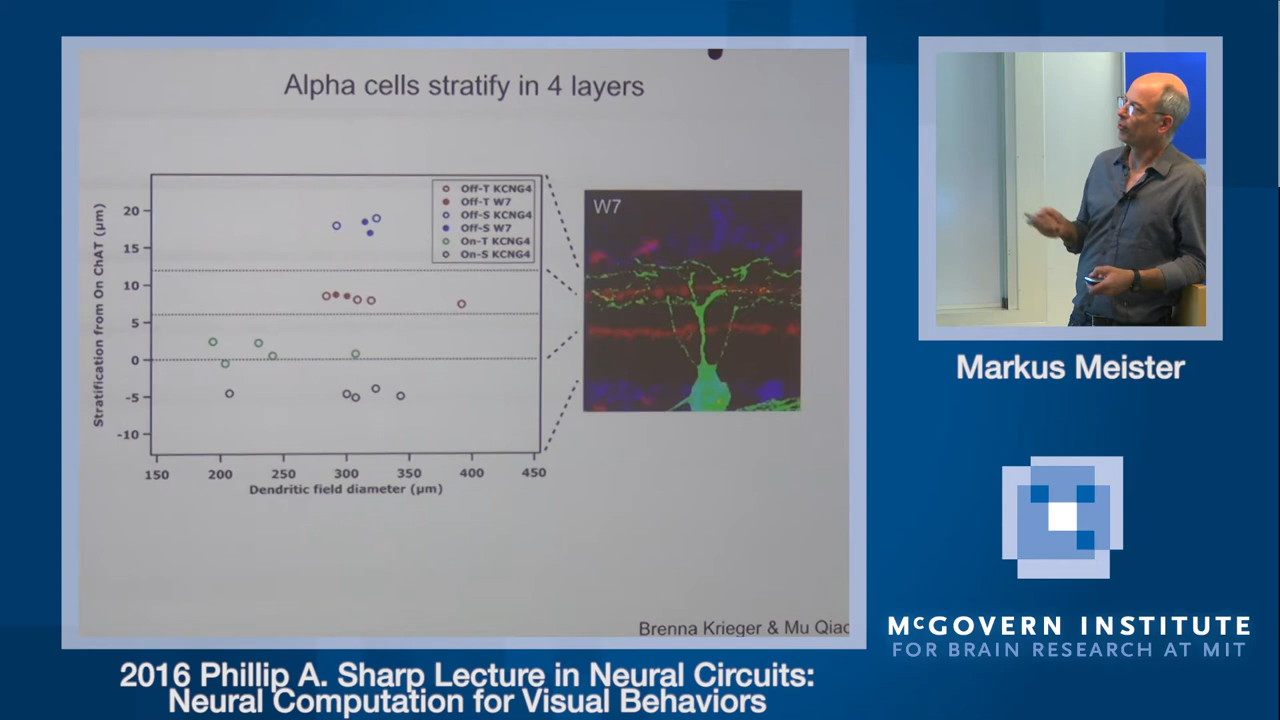 Alpha cells stratify in 4 layers
Stratification from On ChAT (µm)
20
15
10
5
0
-5
-10
150
200
250
300
350
400
450
Dendritic field diameter (µm)
Off-T KCNG4
Off-T W7
Off-S KCNG4
Off-S W7
On-T KCNG4
On-S KCNG4
W7
Brenna Krieger & Mu Qiao
Markus Meister
McGOVERN INSTITUTE
FOR BRAIN RESEARCH AT MIT
2016 Phillip A. Sharp Lecture in Neural Circuits:
Neural Computation for Visual Behaviors